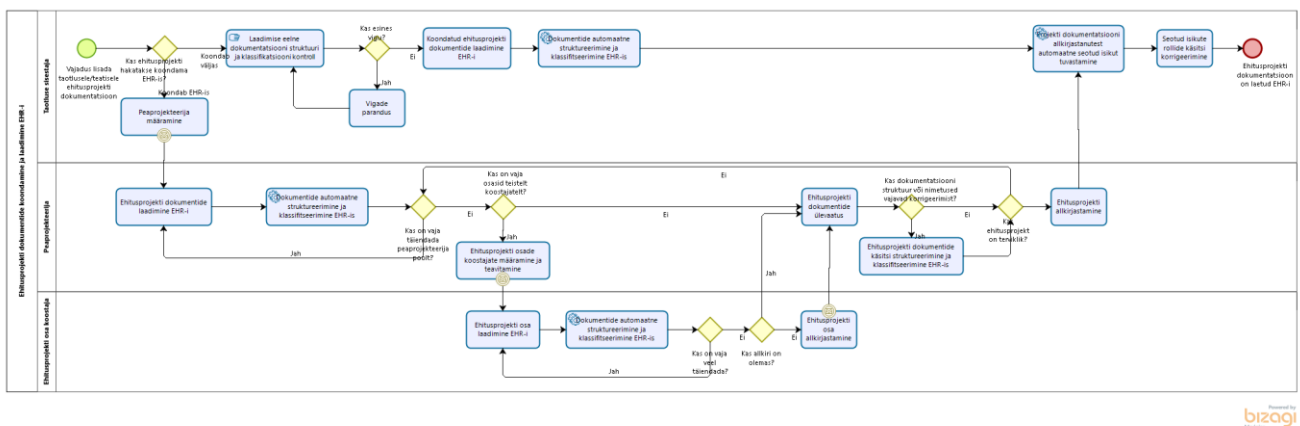 Ehitusprojekti dokumentide koondamine ja laadimine EHR-i
Taotluse sisestaja
Vajadus lisada
taotlusele/teatisele
ehitusprojekti
dokumentatsioon
Kas ehitusprojekti
hakatakse koondama
EHR-is?
Koondab
väljas
Koondab EHR-is
Peaprojekteerija
määramine
Laadimise eelne
dokumentatsiooni struktuuri
ja klassifikatsiooni kontroll
Kas esines
vigu?
Ei
Jah
Vigade
parandus
Koondatud ehitusprojekti
dokumentide laadimine
EHR-i
Dokumentide automaatne
struktureerimine ja
klassifitseerimine EHR-is
Projekti dokumentatsiooni
allkirjastanutest
automaatne seotud isikut
tuvastamine
Seotud isikute
rollide käsitsi
korrigeerimine
Ehitusprojekti
dokumentatsioon
on laetud EHR-i
Peaprojekteerija
Ehitusprojekti dokumentide
laadimine EHR-i
Dokumentide automaatne
struktureerimine ja
klassifitseerimine EHR-is
Kas on vaja
täiendada
peaprojekteerija
poolt?
Jah
Ei
Kas on vaja
osasid teistelt
koostajatelt?
Ei
Jah
Ehitusprojekti osade
koostajate määramine ja
teavitamine
Ei
Ehitusprojekti
dokumentide
ülevaatus
Kas dokumentatsiooni
struktuur või nimetused
vajavad korrigeerimist?
Ei
Jah
Ehitusprojekti dokumentide
käsitsi struktureerimine ja
klassifitseerimine EHR-is
Kas
ehitusprojekt
on terviklik?
Ehitusprojekti
allkirjastamine
Ehitusprojekti osa koostaja
Ehitusprojekti osa
laadimine EHR-i
Dokumentide automaatne
struktureerimine ja
klassifitseerimine EHR-is
Kas on vaja
veel
täiendada?
Jah
Ei
Kas allkiri on
olemas?
Jah
Ei
Ehitusprojekti
osa
allkirjastamine
Powered by
bizagi